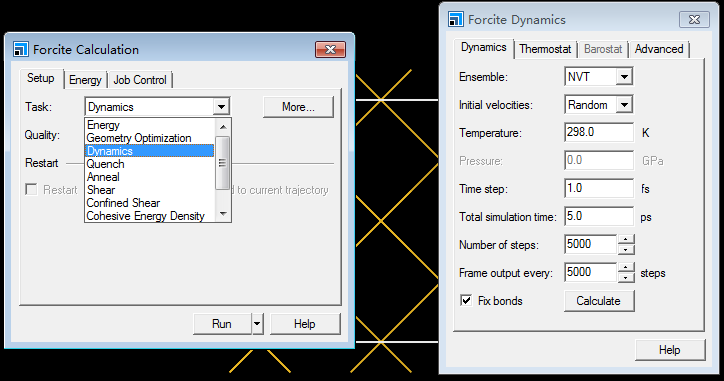 Forcite Calculation
Setup Energy Job Control
Task: Dynamics More...
Energy
Geometry Optimization
Quality: Dynamics
Quench
Restart Anneal
Shear
Restart d to current trajectory
Confined Shear
Cohesive Energy Density
Run Help
Forcite Dynamics
Dynamics Thermostat Barostat Advanced
Ensemble: NVT
Initial velocities: Random
Temperature: 298.0 K
Pressure: 0.0 GPa
Time step: 1.0 fs
Total simulation time: 5.0 ps
Number of steps: 5000
Frame output every: 5000 steps
Fix bonds Calculate
Help